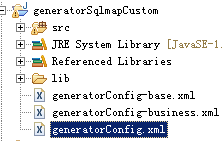 generatorSqlmapCustom
src
JRE System Library [JavaSE-1.
Referenced Libraries
lib
generatorConfig-base.xml
generatorConfig-business.xml
generatorConfig.xml